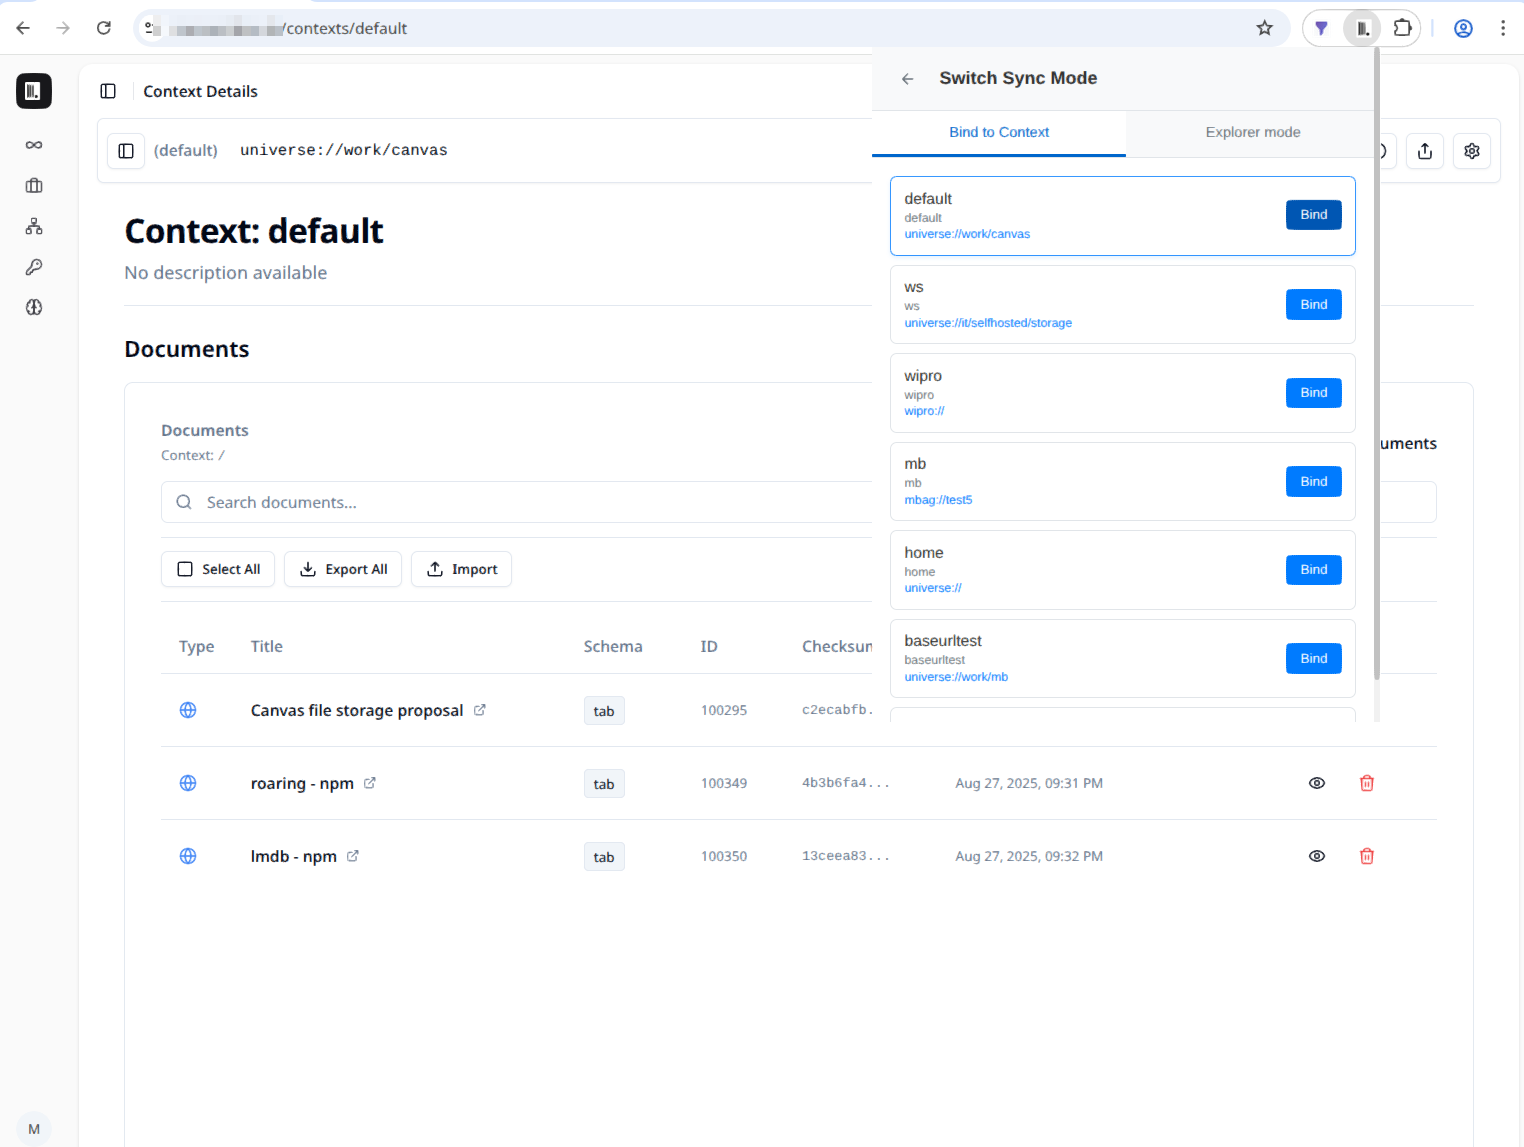 /contexts/default
Context Details
(default) universe://work/canvas
Context: default
No description available
Documents
Documents
Context: /
Search documents...
Select All
Export All
Import
Type Title Schema ID Checksum
Canvas file storage proposal tab 100295 c2ecabfb.
roaring - npm tab 100349 4b3b6fa4... Aug 27, 2025, 09:31 PM
lmdb - npm tab 100350 13ceea83... Aug 27, 2025, 09:32 PM
M
uments
Switch Sync Mode
Bind to Context
Explorer mode
default
default
universe://work/canvas
Bind
ws
ws
universe://it/selfhosted/storage
Bind
wipro
wipro
wipro://
Bind
mb
mb
mbag://test5
Bind
home
home
universe://
Bind
baseurltest
baseurltest
universe://work/mb
Bind